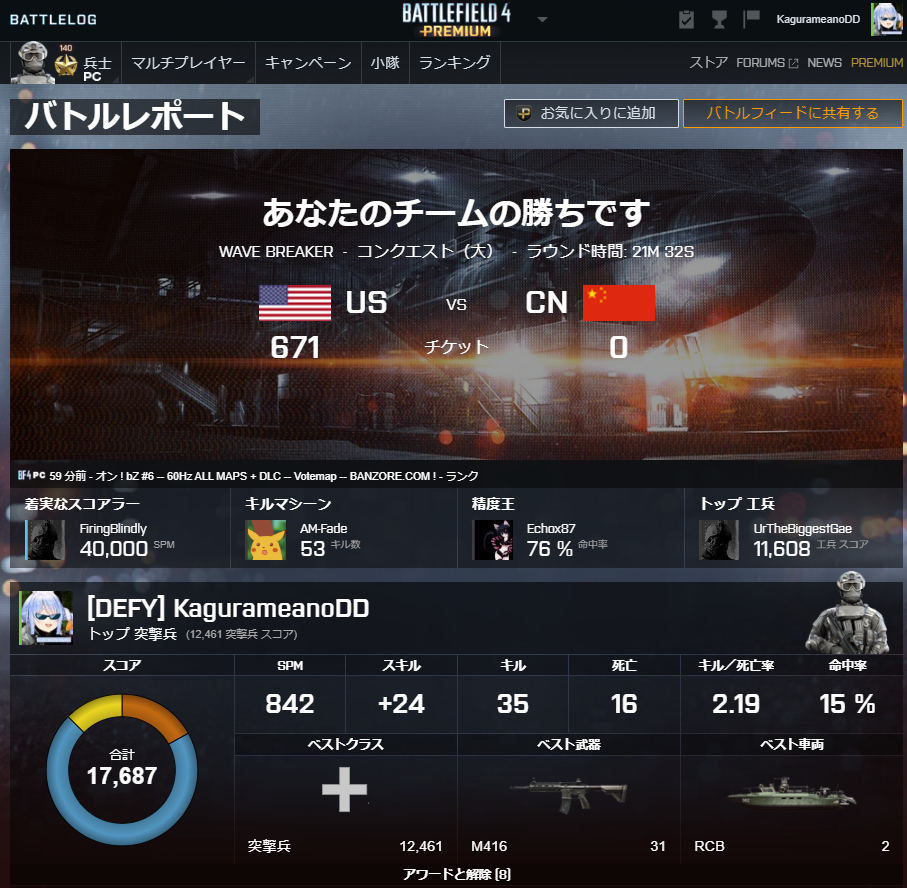 BATTLELOG
BATTLEFIELD 4
PREMIUM
KagurameanoDD
140
兵士
PC
マルチプレイヤー
キャンペーン
小隊
ランキング
ストア
FORUMS
NEWS
PREMIUM
バトルレポート
お気に入りに追加
バトルフィードに共有する
あなたのチームの勝ちです
WAVE BREAKER - コンクエスト（大） - ラウンド時間: 21M 32S
US VS CN
671 チケット 0
BF4 PC 59 分前 - オン ! bZ #6 -- 60Hz ALL MAPS + DLC -- Votemap -- BANZORE.COM ! - ランク
着実なスコアラー
FiringBlindly
40,000 SPM
キルマシーン
AM-Fade
53 キル数
精度王
Echox87
76 % 命中率
トップ 工兵
UrTheBiggestGae
11,608 工兵 スコア
[DEFY] KagurameanoDD
トップ 突撃兵 (12,461 突撃兵 スコア)
スコア
合計
17,687
SPM スキル キル 死亡 キル／死亡率 命中率
842 +24 35 16 2.19 15 %
ベストクラス ベスト武器 ベスト車両
突撃兵 12,461 M416 31 RCB 2
アワードと解除 [8]